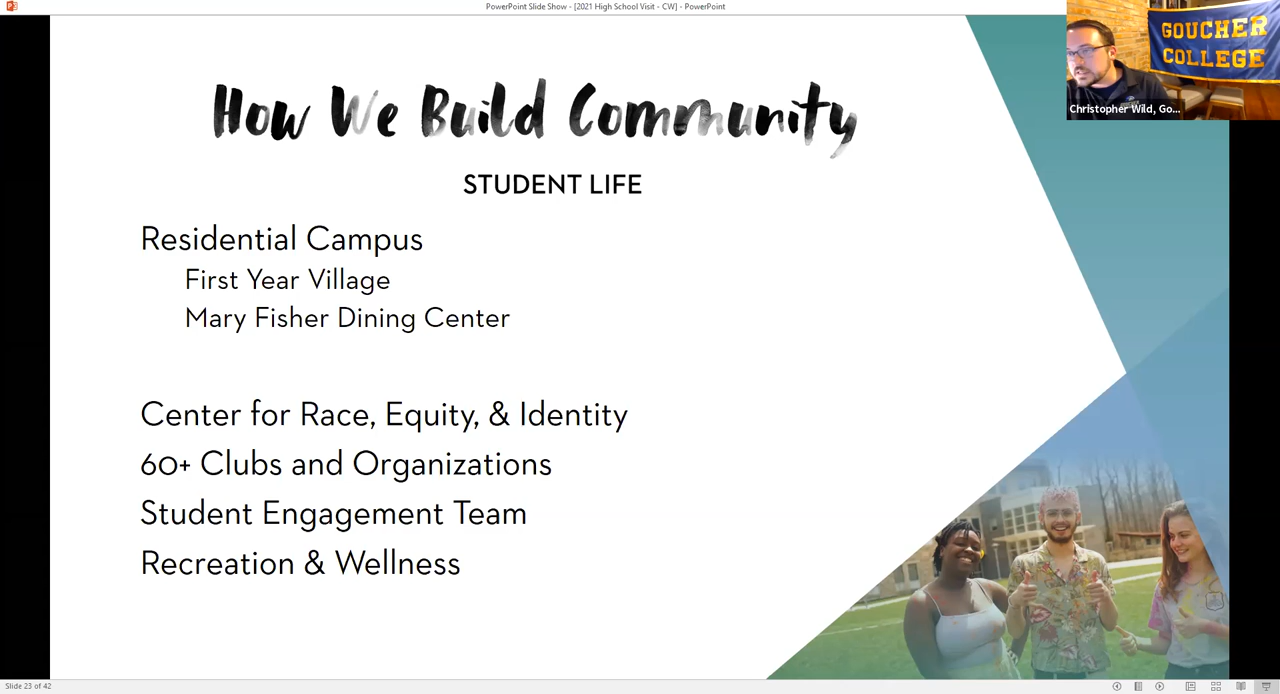 PowerPoint Slide Show - [2021 High School Visit - CW] - PowerPoint
GOUCHER
COLLEGE
Christopher Wild, Go...
How We Build Community
STUDENT LIFE
Residential Campus
First Year Village
Mary Fisher Dining Center
Center for Race, Equity, & Identity
60+ Clubs and Organizations
Student Engagement Team
Recreation & Wellness
Slide 23 of 42